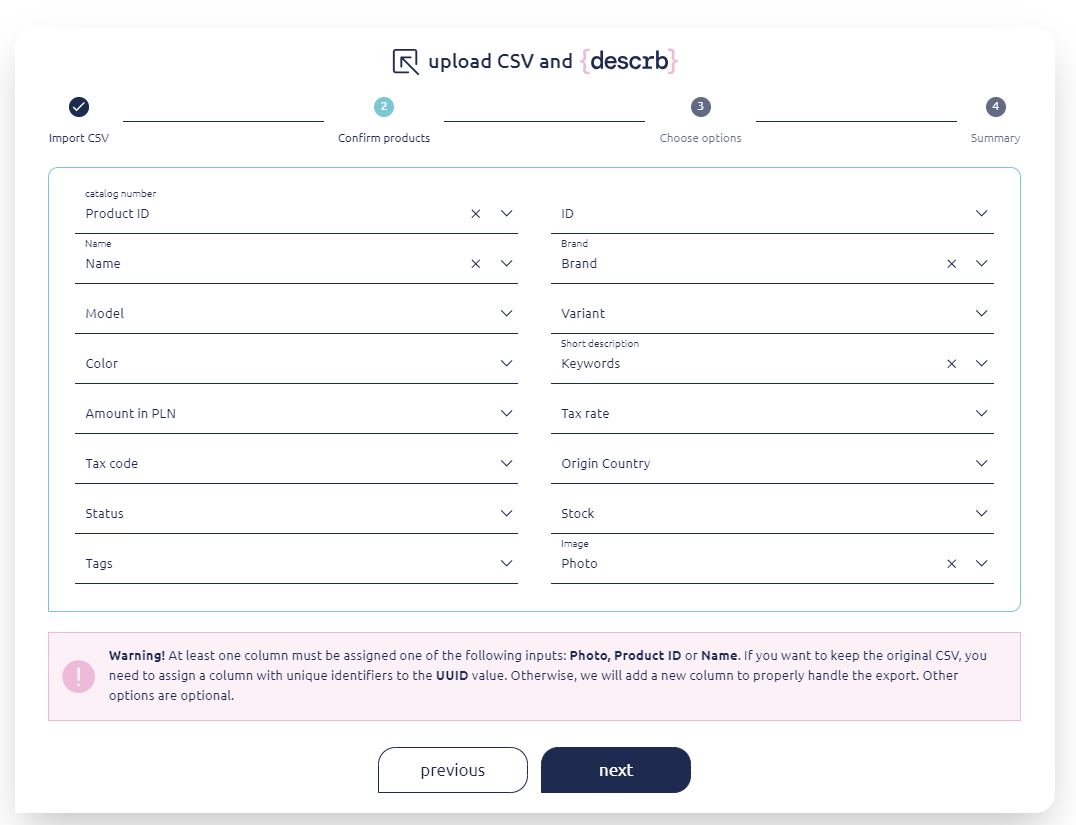 upload CSV and {descrb}
2
3
4
Import CSV
Confirm products
Choose options
Summary
catalog number
Product ID
ID
Name
Name
Brand
Brand
Model
Variant
Color
Short description
Keywords
Amount in PLN
Tax rate
Tax code
Origin Country
Status
Stock
Tags
Image
Photo
Warning! At least one column must be assigned one of the following inputs: Photo, Product ID or Name. If you want to keep the original CSV, you
need to assign a column with unique identifiers to the UUID value. Otherwise, we will add a new column to properly handle the export. Other
options are optional.
previous
next